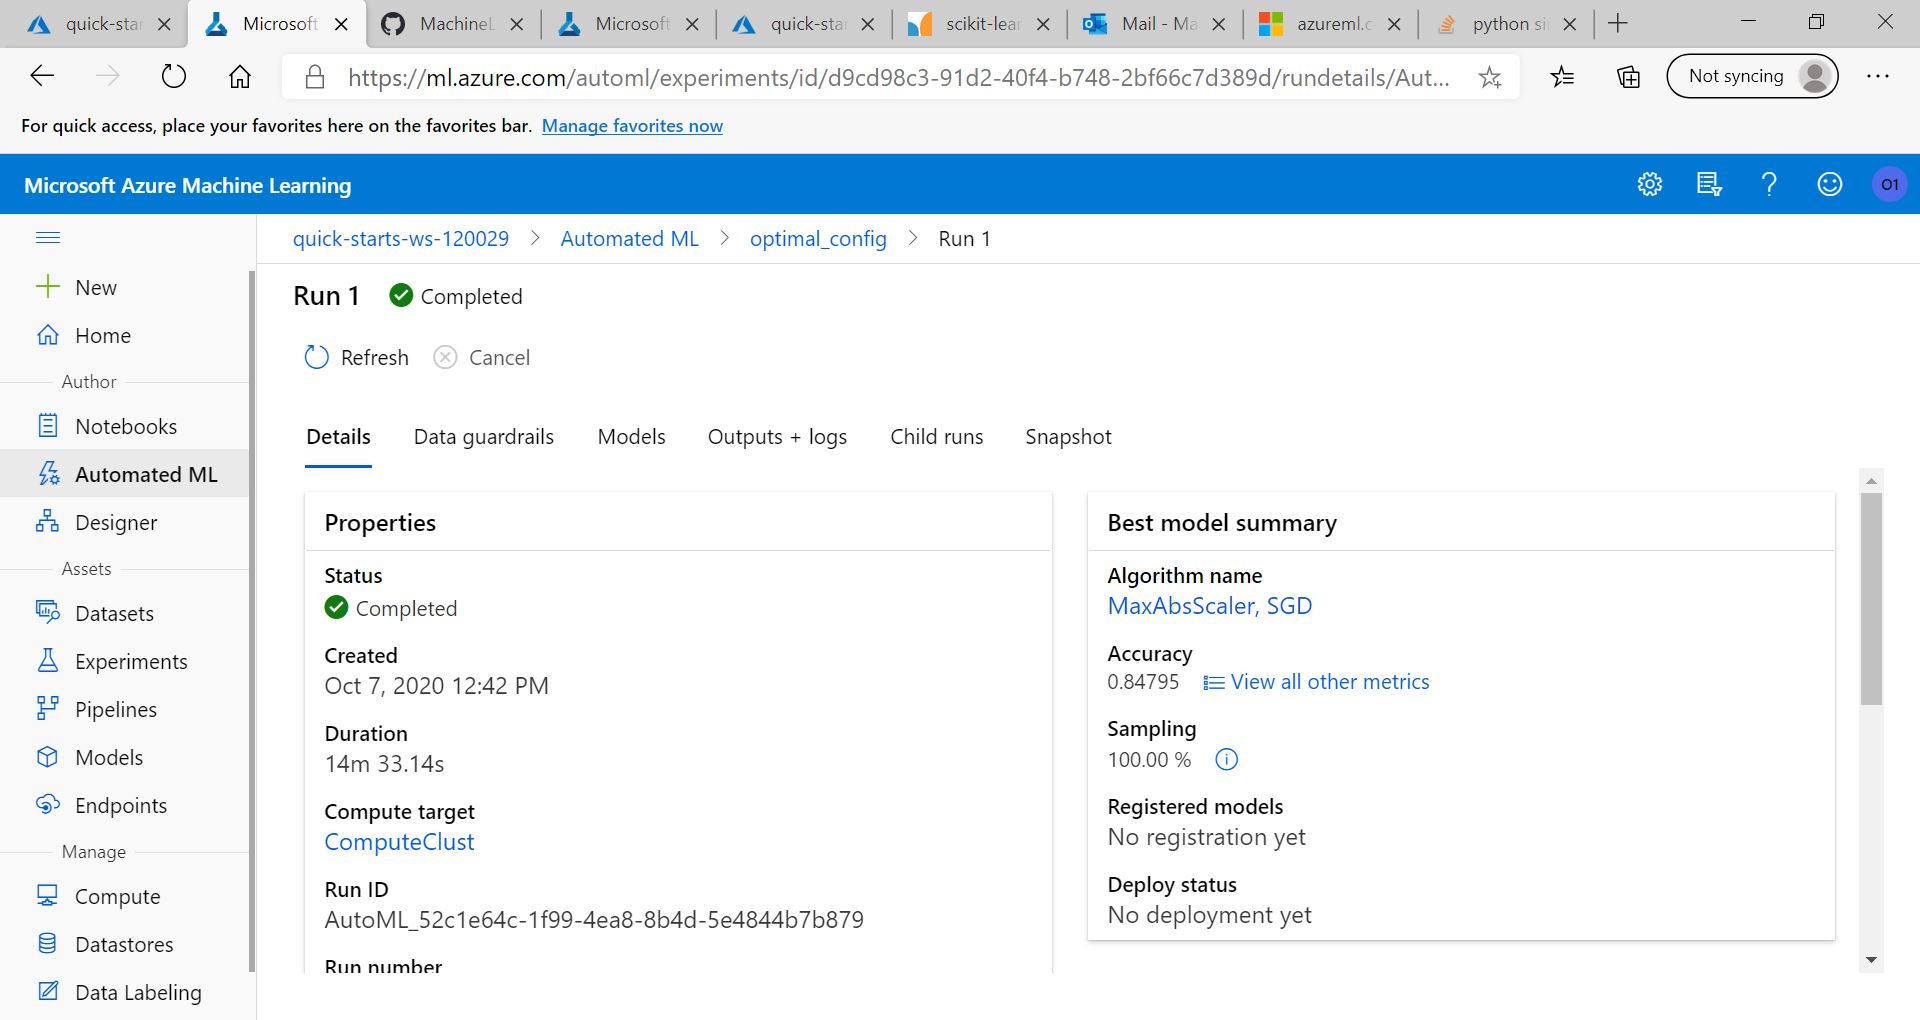 quick-star
Microsoft
MachineL
Microsoft
quick-star
scikit-lear
Mail - Ma
azureml.c
python si
https://ml.azure.com/automl/experiments/id/d9cd98c3-91d2-40f4-b748-2bf66c7d389d/rundetails/Aut...
Not syncing
For quick access, place your favorites here on the favorites bar. Manage favorites now
Microsoft Azure Machine Learning
O1
quick-starts-ws-120029 > Automated ML > optimal_config > Run 1
New
Home
Author
Notebooks
Automated ML
Designer
Assets
Datasets
Experiments
Pipelines
Models
Endpoints
Manage
Compute
Datastores
Data Labeling
Run 1 Completed
Refresh Cancel
Details Data guardrails Models Outputs + logs Child runs Snapshot
Properties
Status
Completed
Created
Oct 7, 2020 12:42 PM
Duration
14m 33.14s
Compute target
ComputeClust
Run ID
AutoML_52c1e64c-1f99-4ea8-8b4d-5e4844b7b879
Run number
Best model summary
Algorithm name
MaxAbsScaler, SGD
Accuracy
0.84795 View all other metrics
Sampling
100.00 %
Registered models
No registration yet
Deploy status
No deployment yet